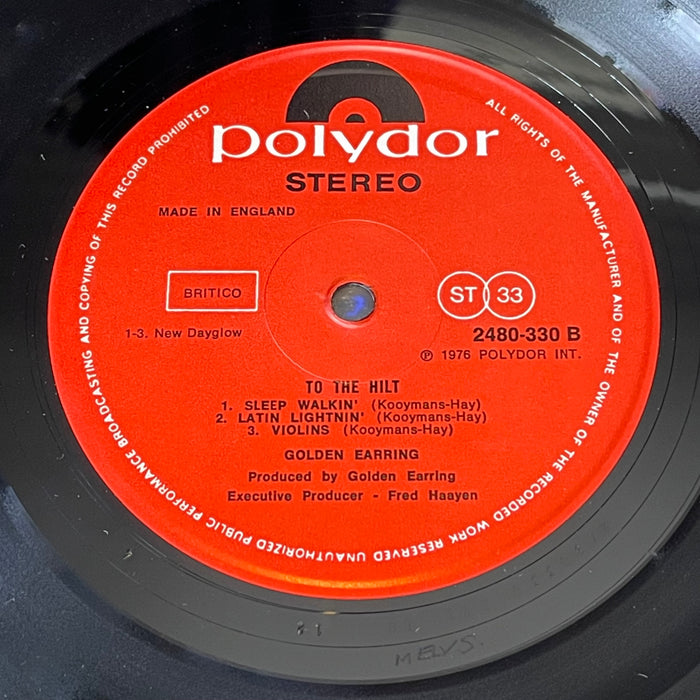 polydor
STEREO
MADE IN ENGLAND
BRITICO
ST 33
1-3. New Dayglow
2480-330 B
℗ 1976 POLYDOR INT.
TO THE HILT
1. SLEEP WALKIN' (Kooymans-Hay)
2. LATIN LIGHTNIN' (Kooymans-Hay)
3. VIOLINS (Kooymans-Hay)
GOLDEN EARRING
Produced by Golden Earring
Executive Producer - Fred Haayen
ALL RIGHTS OF THE MANUFACTURER AND OF THE OWNER OF THE RECORDED WORK RESERVED UNAUTHORIZED PUBLIC PERFORMANCE BROADCASTING AND COPYING OF THIS RECORD PROHIBITED
MELVS.